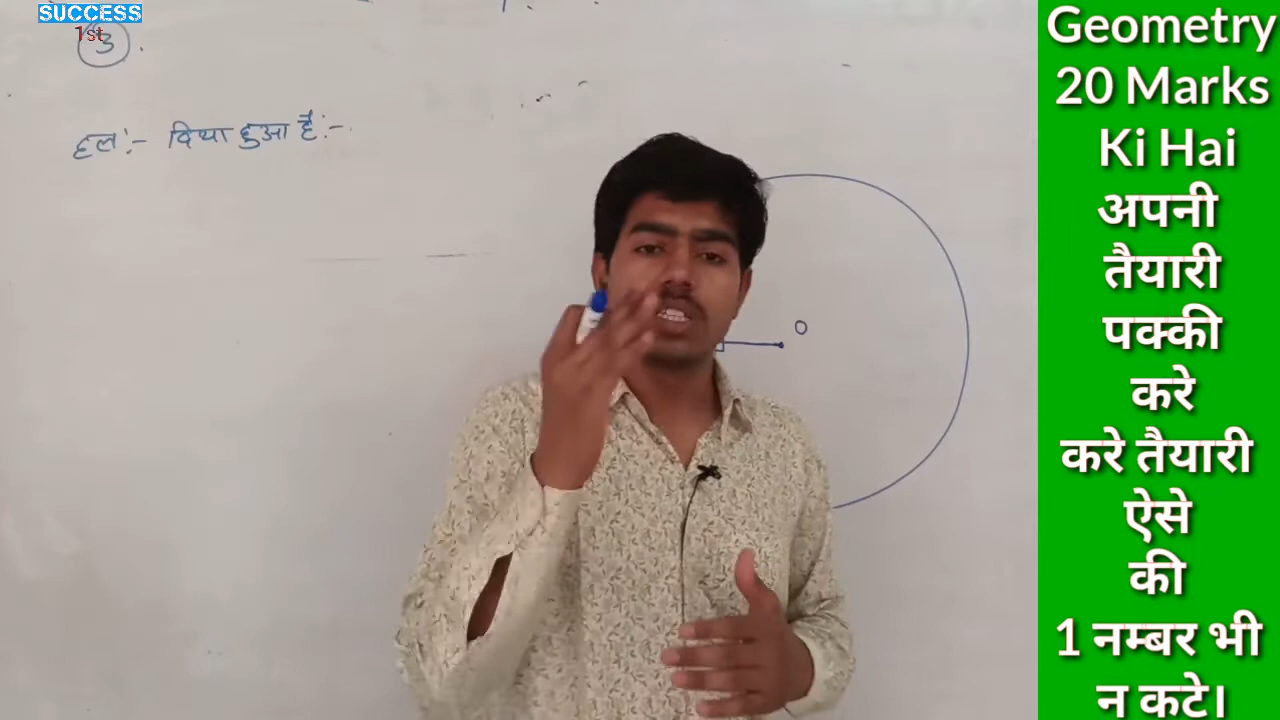 SUCCESS
1st
3
हल:- दिया हुआ है:-
O
Geometry
20 Marks
Ki Hai
अपनी
तैयारी
पक्की
करे
करे तैयारी
ऐसे
की
1 नम्बर भी
न कटे।